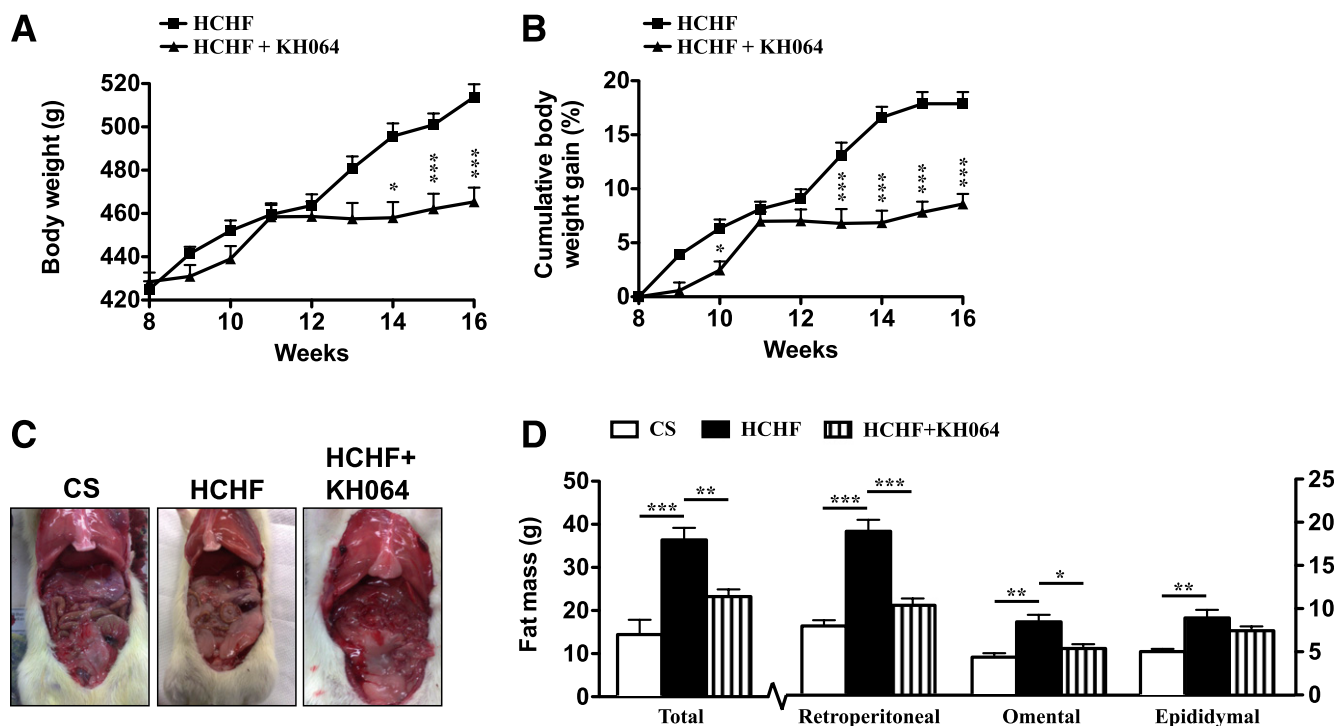 A
HCHF
HCHF + KH064
Body weight (g)
520
500
480
460
440
420
*
***
***
8
10
12
14
16
Weeks
B
HCHF
HCHF + KH064
Cumulative body
weight gain (%)
20
15
10
5
0
*
***
***
***
***
8
10
12
14
16
Weeks
C
CS
HCHF
HCHF+
KH064
D
CS
HCHF
HCHF+KH064
Fat mass (g)
50
40
30
20
10
0
***
**
***
***
**
*
**
25
20
15
10
5
0
Total
Retroperitoneal
Omental
Epididymal